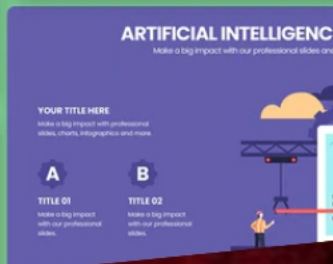 ARTIFICIAL INTELLIGENC
Make a big impact with our professional slides an
YOUR TITLE HERE
Make a big impact with professional
slides, charts, infographics and more.
A
B
TITLE 01
TITLE 02
Make a big impact
with our professional
slides.
Make a big impact
with our professional
slides.